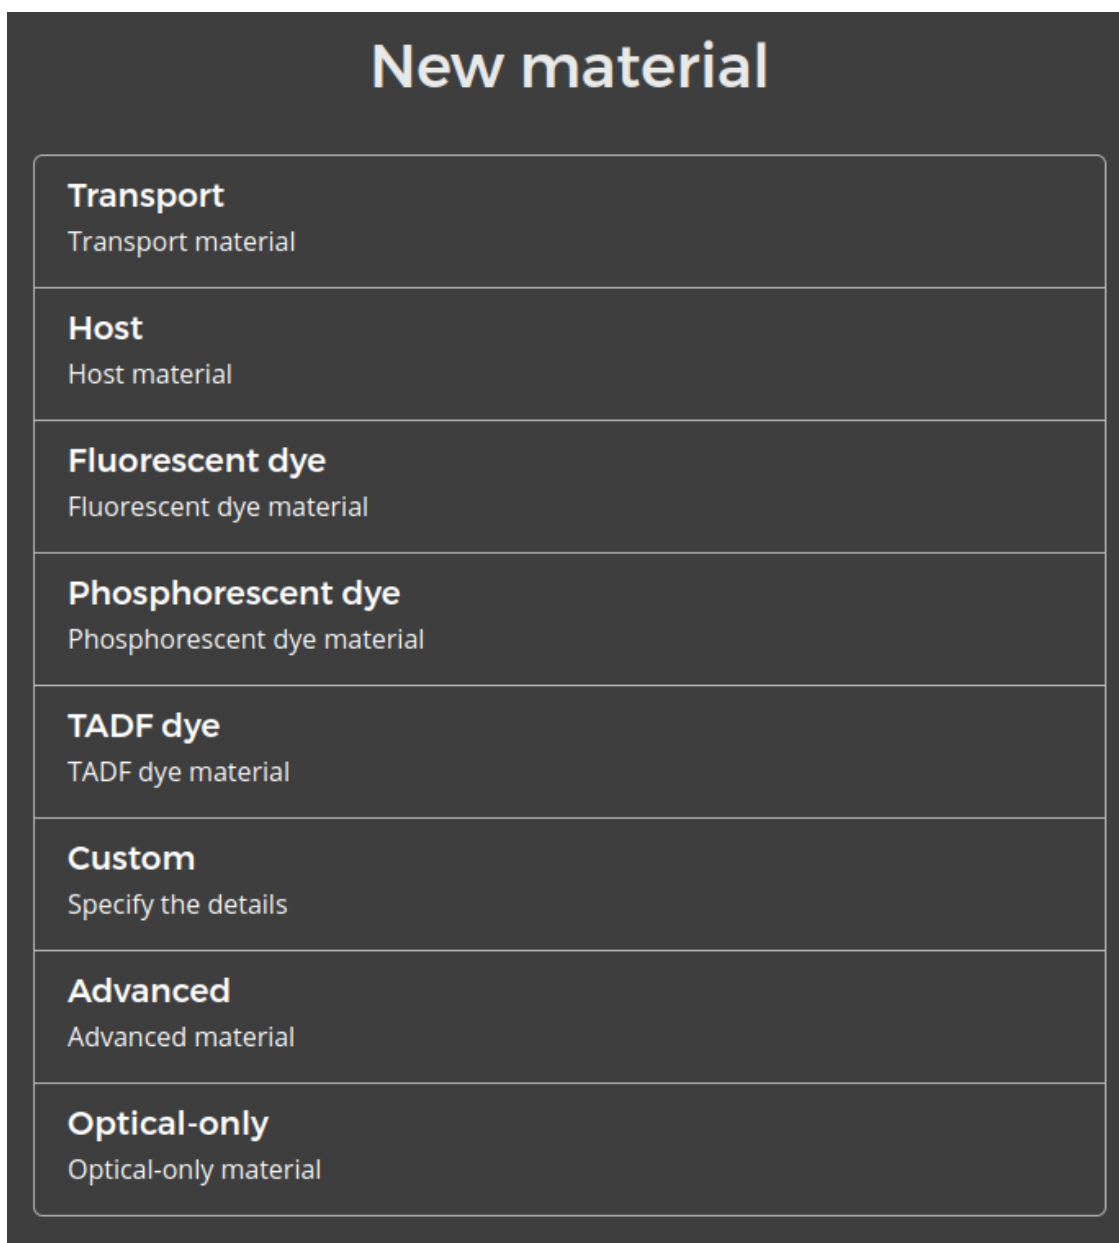 New material
Transport
Transport material
Host
Host material
Fluorescent dye
Fluorescent dye material
Phosphorescent dye
Phosphorescent dye material
TADF dye
TADF dye material
Custom
Specify the details
Advanced
Advanced material
Optical-only
Optical-only material